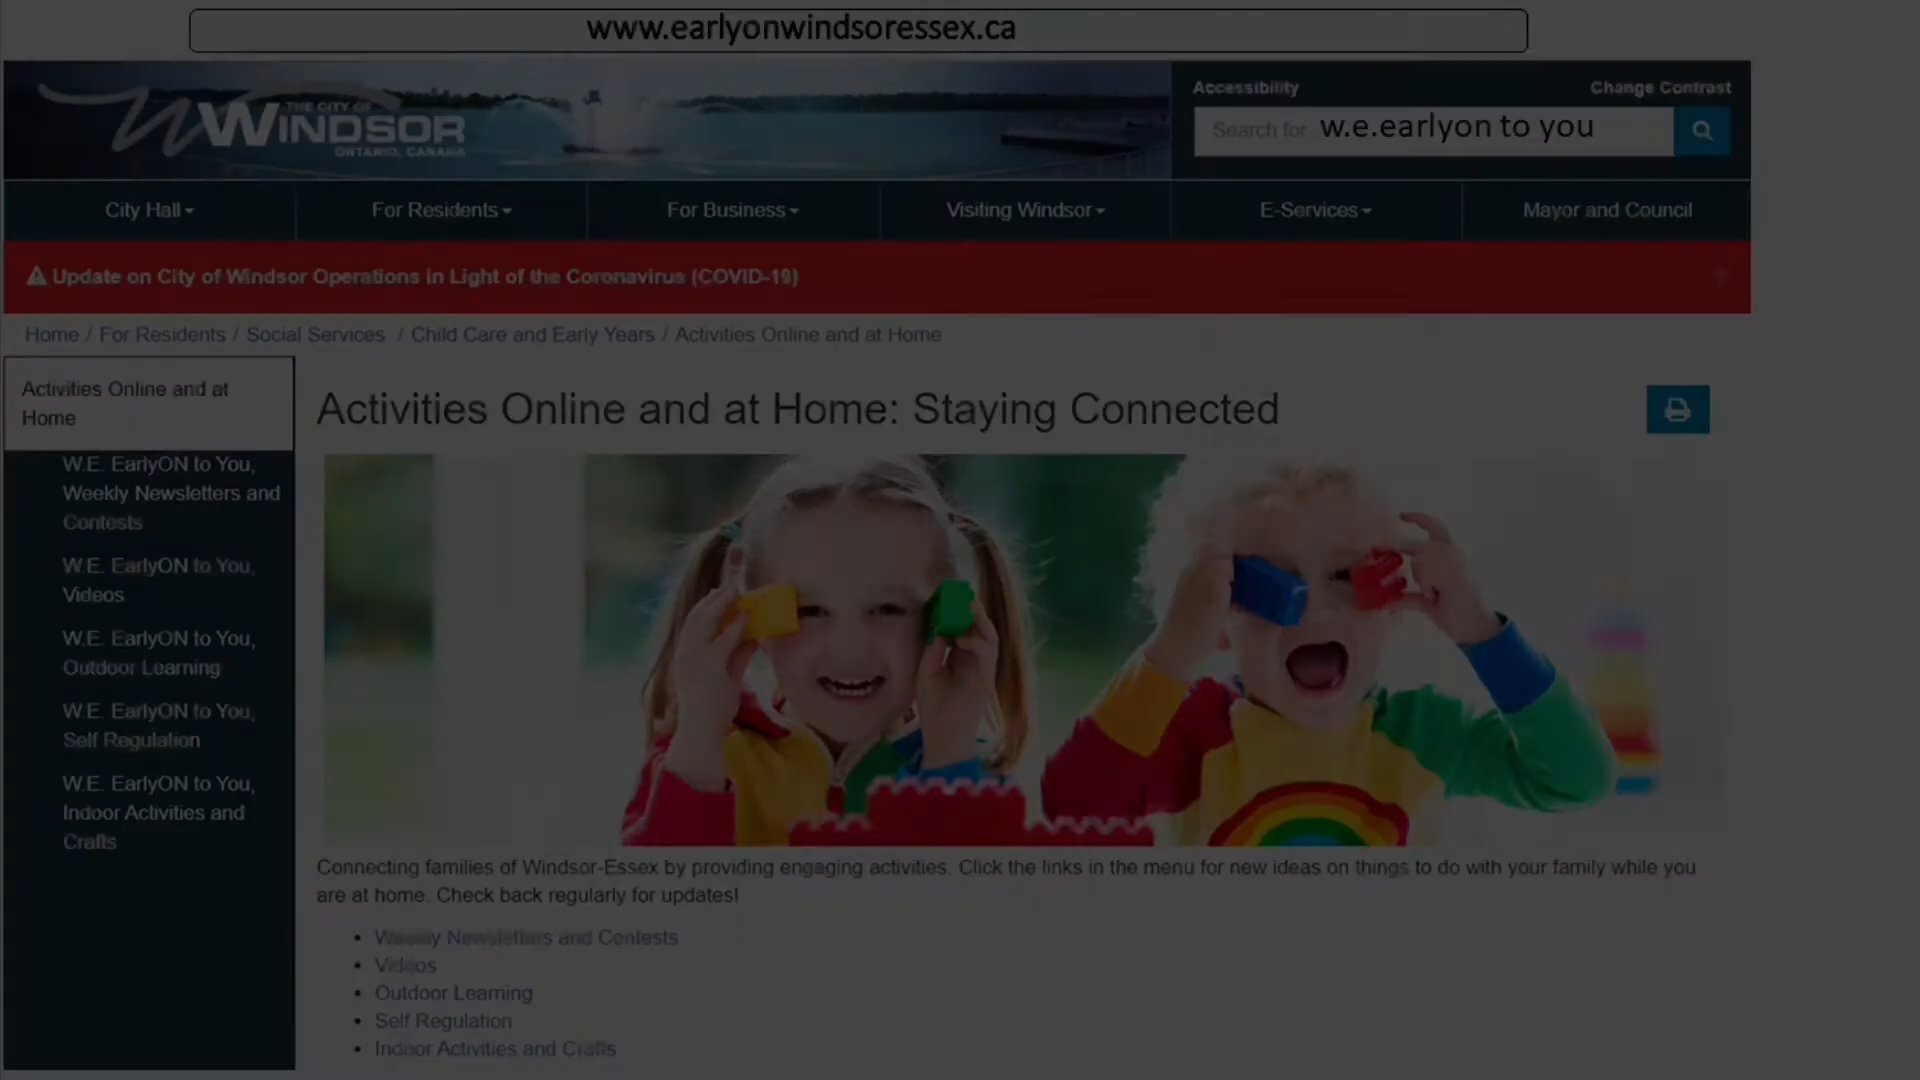 www.earlyonwindsoressex.ca
THE CITY OF
WINDSOR
ONTARIO, CANADA
Accessibility
Change Contrast
Search for w.e.earlyon to you
City Hall
For Residents
For Business
Visiting Windsor
E-Services
Mayor and Council
Update on City of Windsor Operations in Light of the Coronavirus (COVID-19)
Home / For Residents / Social Services / Child Care and Early Years / Activities Online and at Home
Activities Online and at
Home
W.E. EarlyON to You,
Weekly Newsletters and
Contests
W.E. EarlyON to You,
Videos
W.E. EarlyON to You,
Outdoor Learning
W.E. EarlyON to You,
Self Regulation
W.E. EarlyON to You,
Indoor Activities and
Crafts
Activities Online and at Home: Staying Connected
Connecting families of Windsor-Essex by providing engaging activities. Click the links in the menu for new ideas on things to do with your family while you
are at home. Check back regularly for updates!
• Weekly Newsletters and Contests
• Videos
• Outdoor Learning
• Self Regulation
• Indoor Activities and Crafts